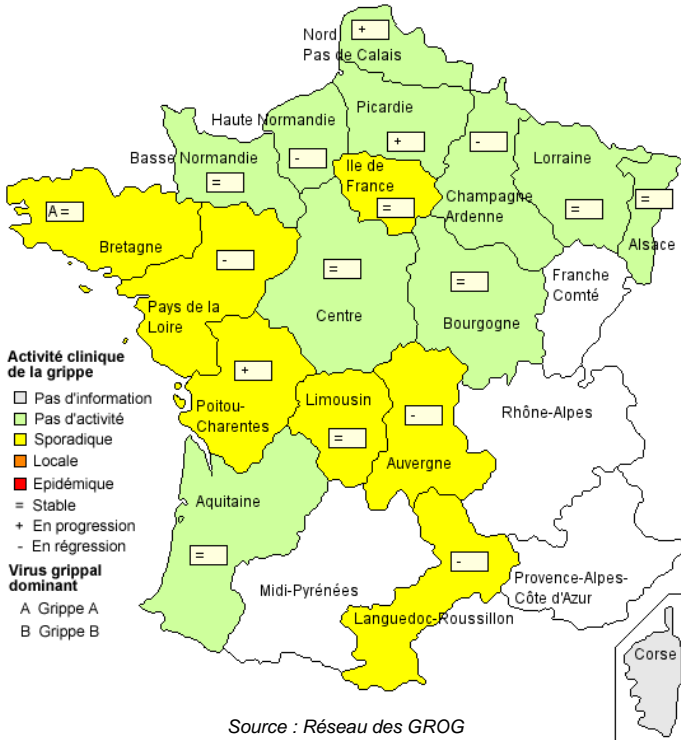 Nord
Pas de Calais
+
Haute Normandie
-
Picardie
+
-
Basse Normandie
=
Ile de
France
=
Champagne
Ardenne
Lorraine
=
=
Alsace
A =
Bretagne
-
Pays de la
Loire
=
Centre
=
Bourgogne
Franche
Comté
+
Poitou-
Charentes
Limousin
=
-
Auvergne
Rhône-Alpes
Aquitaine
=
Midi-Pyrénées
-
Languedoc-Roussillon
Provence-Alpes-
Côte d'Azur
Corse
Activité clinique
de la grippe
Pas d'information
Pas d'activité
Sporadique
Locale
Epidémique
= Stable
+ En progression
- En régression
Virus grippal
dominant
A Grippe A
B Grippe B
Source : Réseau des GROG